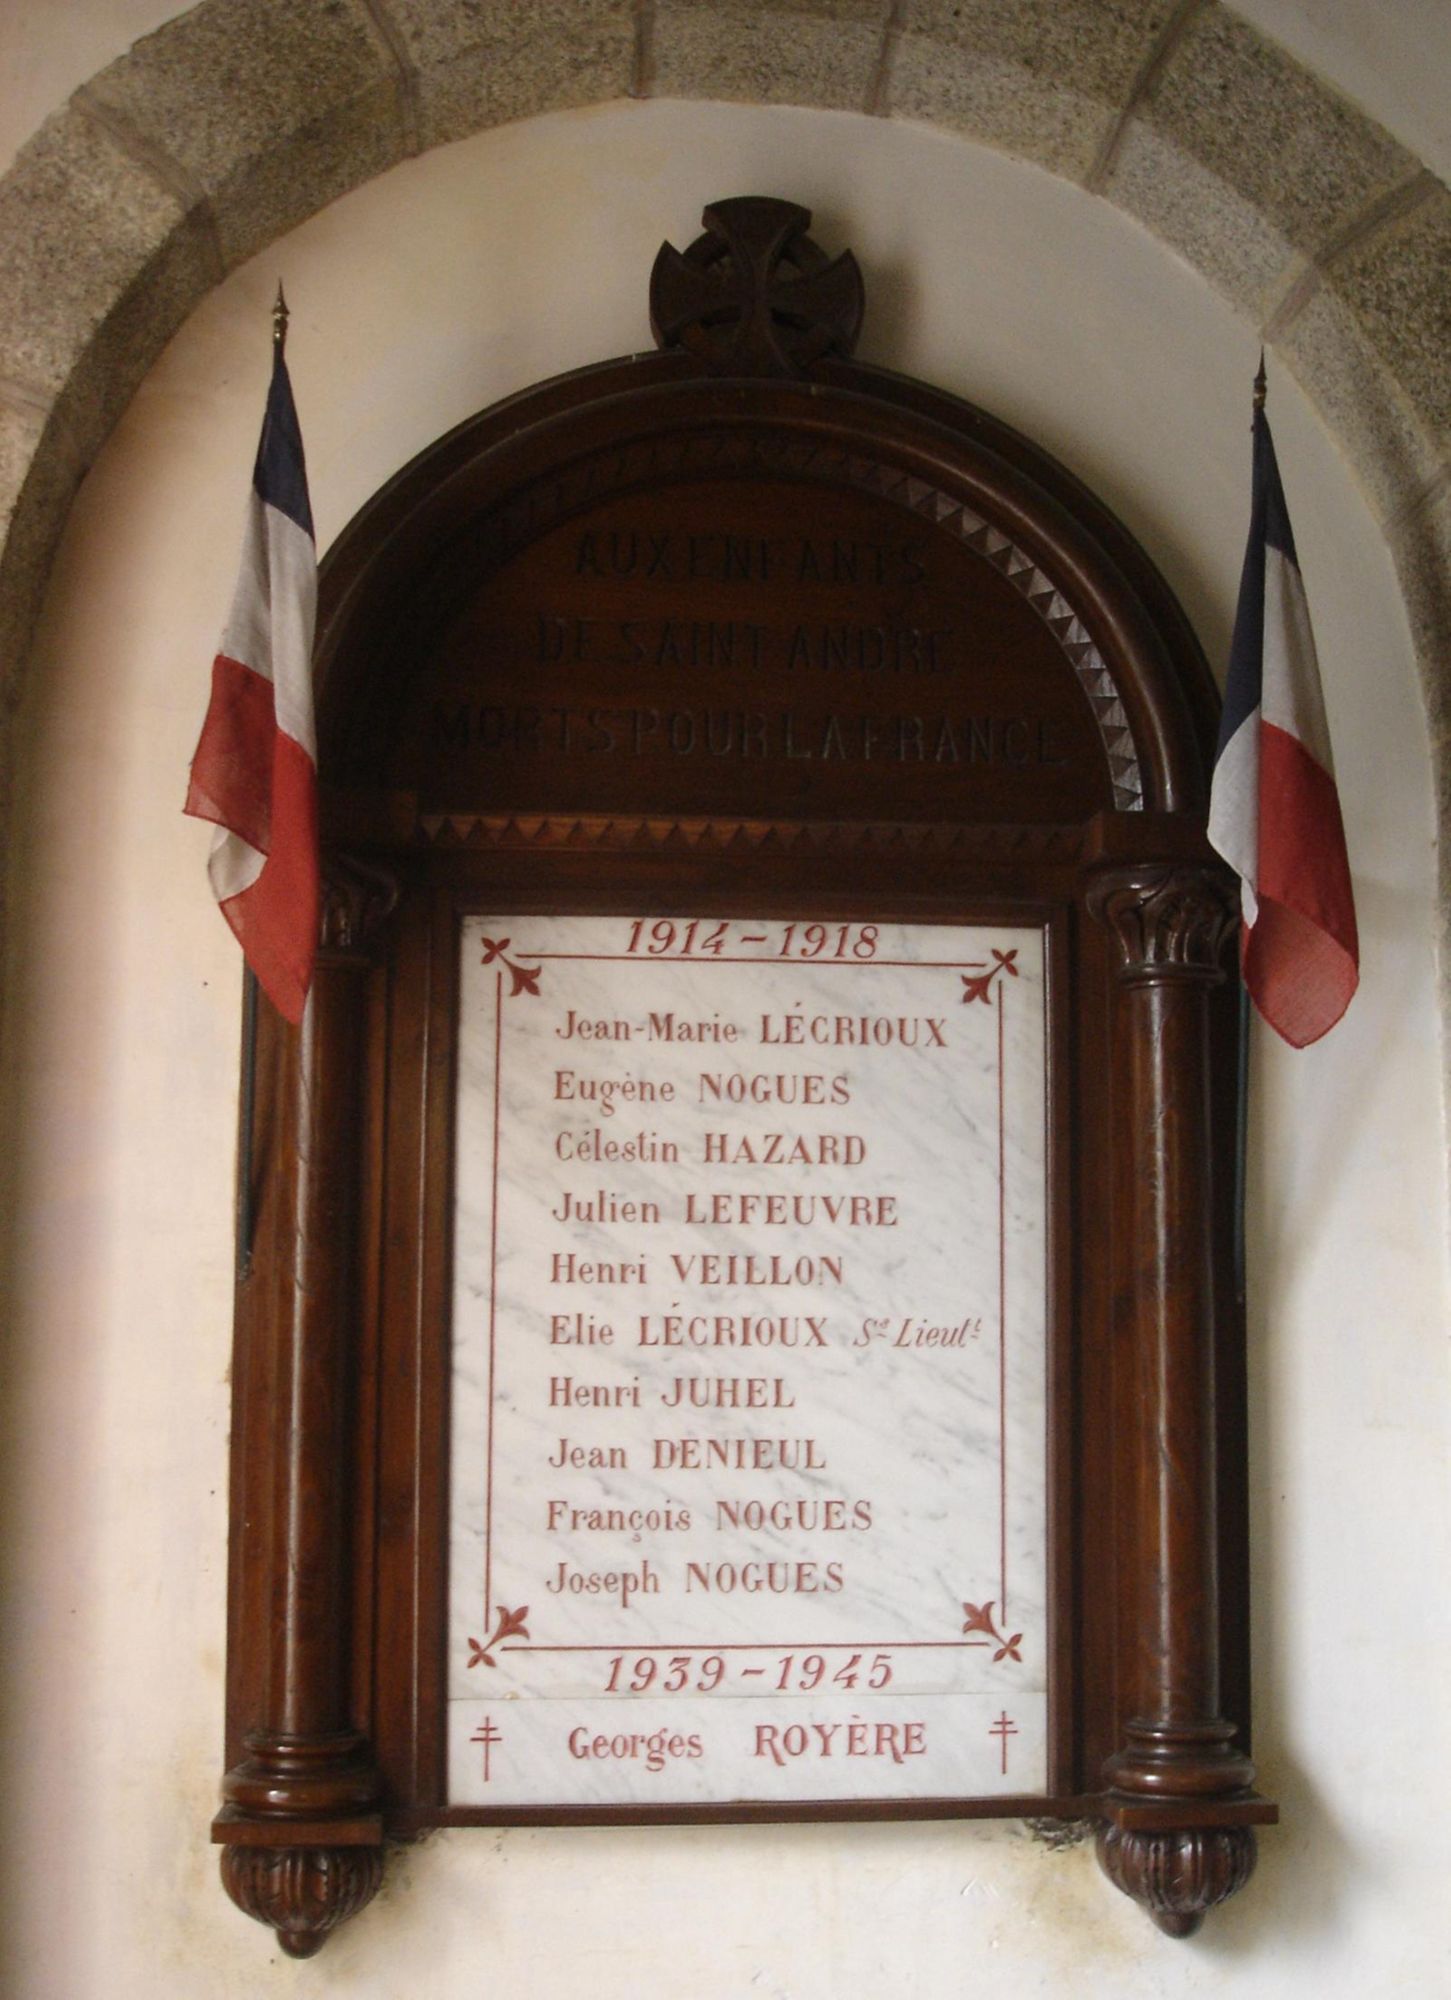 AUX ENFANTS
DE SAINT ANDRÉ
MORTS POUR LA FRANCE
1914-1918
Jean-Marie LÉCRIOUX
Eugène NOGUES
Célestin HAZARD
Julien LEFEUVRE
Henri VEILLON
Elie LÉCRIOUX Ss Lieutt
Henri JUHEL
Jean DENIEUL
François NOGUES
Joseph NOGUES
1939-1945
Georges ROYÈRE